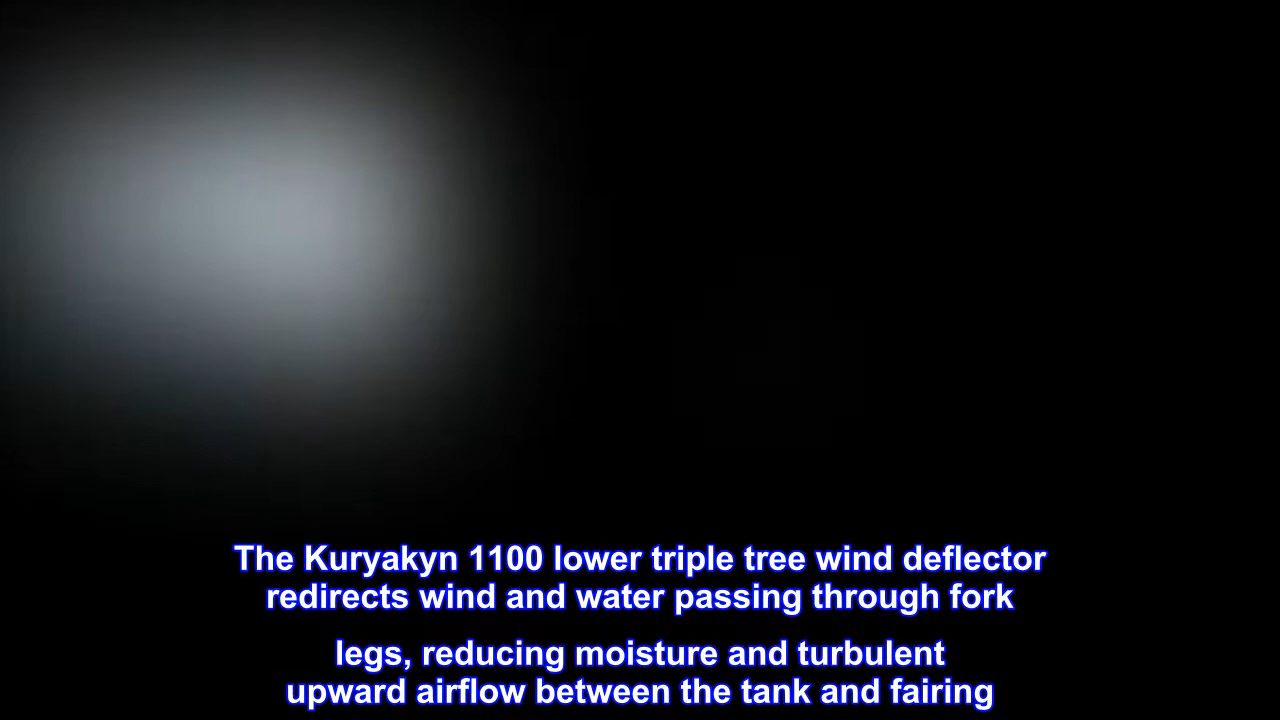 The Kuryakyn 1100 lower triple tree wind deflector
redirects wind and water passing through fork
legs, reducing moisture and turbulent
upward airflow between the tank and fairing